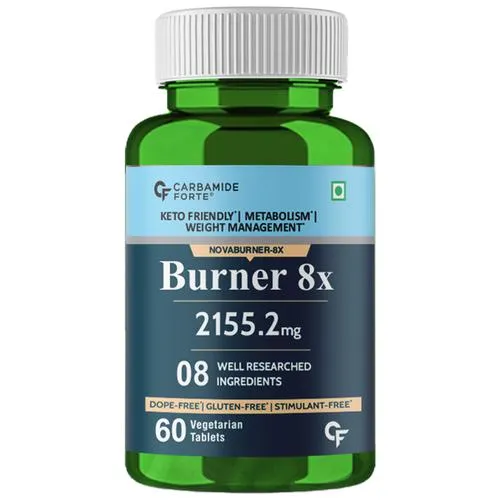 CF CARBAMIDE
FORTE®
KETO FRIENDLY* | METABOLISM* |
WEIGHT MANAGEMENT*
NOVABURNER-8X
Burner 8x
2155.2mg
08 WELL RESEARCHED
INGREDIENTS
DOPE-FREE* | GLUTEN-FREE* | STIMULANT-FREE*
60 Vegetarian
Tablets
CF